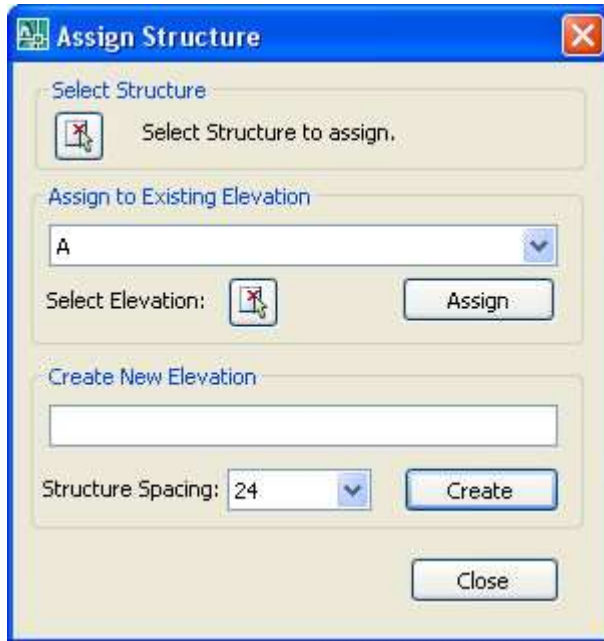 Assign Structure
Select Structure
Select Structure to assign.
Assign to Existing Elevation
A
Select Elevation: Assign
Create New Elevation
Structure Spacing: 24 Create
Close